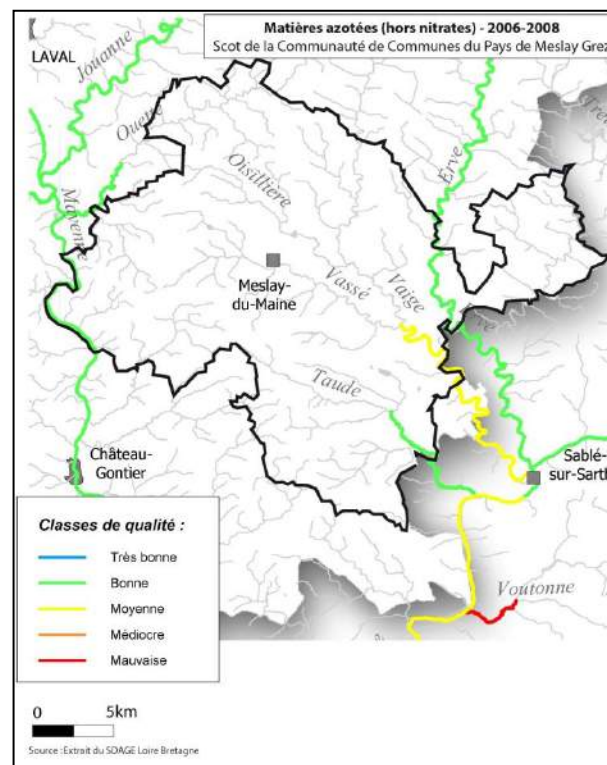 Matières azotées (hors nitrates) - 2006-2008
Scot de la Communauté de Communes du Pays de Meslay Grez
LAVAL
Jouanne
Ouette
Oisillière
Erve
Mayenne
Meslay-
du-Maine
Vassé
Vaige
Erve
Taude
Château-
Gontier
Sablé-
sur-Sarth
Classes de qualité :
Très bonne
Bonne
Moyenne
Médiocre
Mauvaise
Voutonne
0 5km
Source : Extrait du SDAGE Loire Bretagne